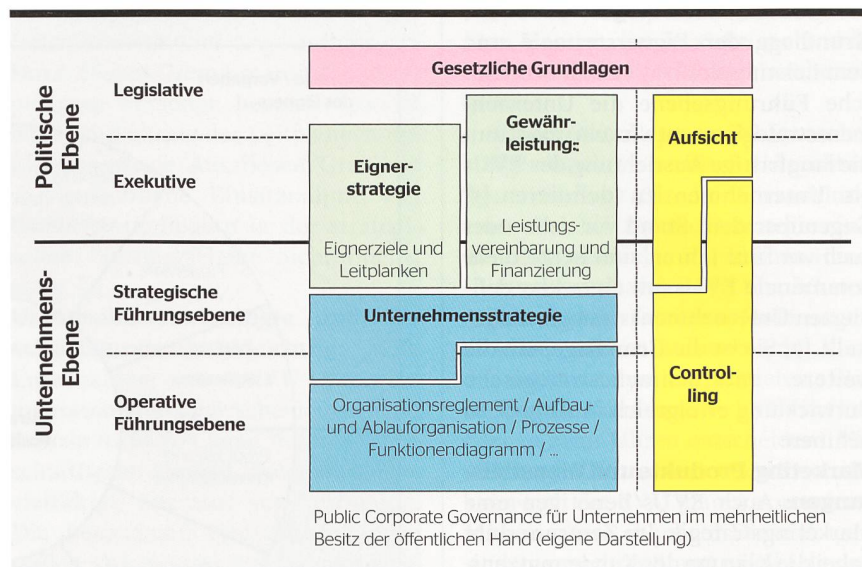 Gesetzliche Grundlagen
Politische
Ebene
Legislative
Exekutive
Eigner-
strategie
Eignerziele und
Leitplanken
Gewähr-
leistung:
Leistungs-
vereinbarung und
Finanzierung
Aufsicht
Unternehmens-
Ebene
Strategische
Führungsebene
Operative
Führungsebene
Unternehmensstrategie
Organisationsreglement / Aufbau-
und Ablauforganisation / Prozesse /
Funktionendiagramm / ...
Control-
ling
Public Corporate Governance für Unternehmen im mehrheitlichen
Besitz der öffentlichen Hand (eigene Darstellung)